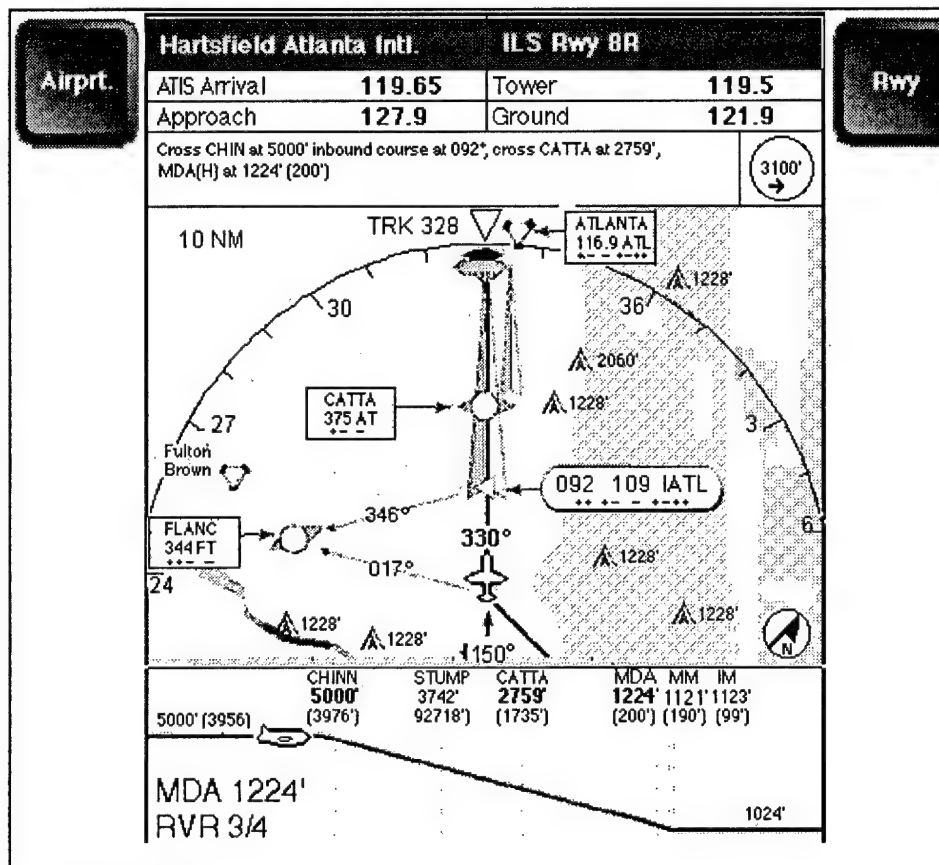 Airprt.
Hartsfield Atlanta Intl. ILS Rwy 8R
Rwy
ATIS Arrival 119.65 Tower 119.5
Approach 127.9 Ground 121.9
Cross CHIN at 5000' inbound course at 092°, cross CATTA at 2759',
MDA(H) at 1224' (200')
3100'
10 NM
TRK 328
ATLANTA
116.9 ATL
1228'
30
36
2060'
CATTA
375 AT
1228'
27
3
Fulton
Brown
092 109 IATL
346°
FLANC
344 FT
330°
6
1228'
017°
24
1228'
1228'
1228'
N
150°
CHINN STUMP CATTA MDA MM IM
5000' 3742' 2759' 1224' 1121' 1123'
5000' (3956) (3976') 92718') (1735') (200') (190') (99')
MDA 1224'
RVR 3/4
1024'